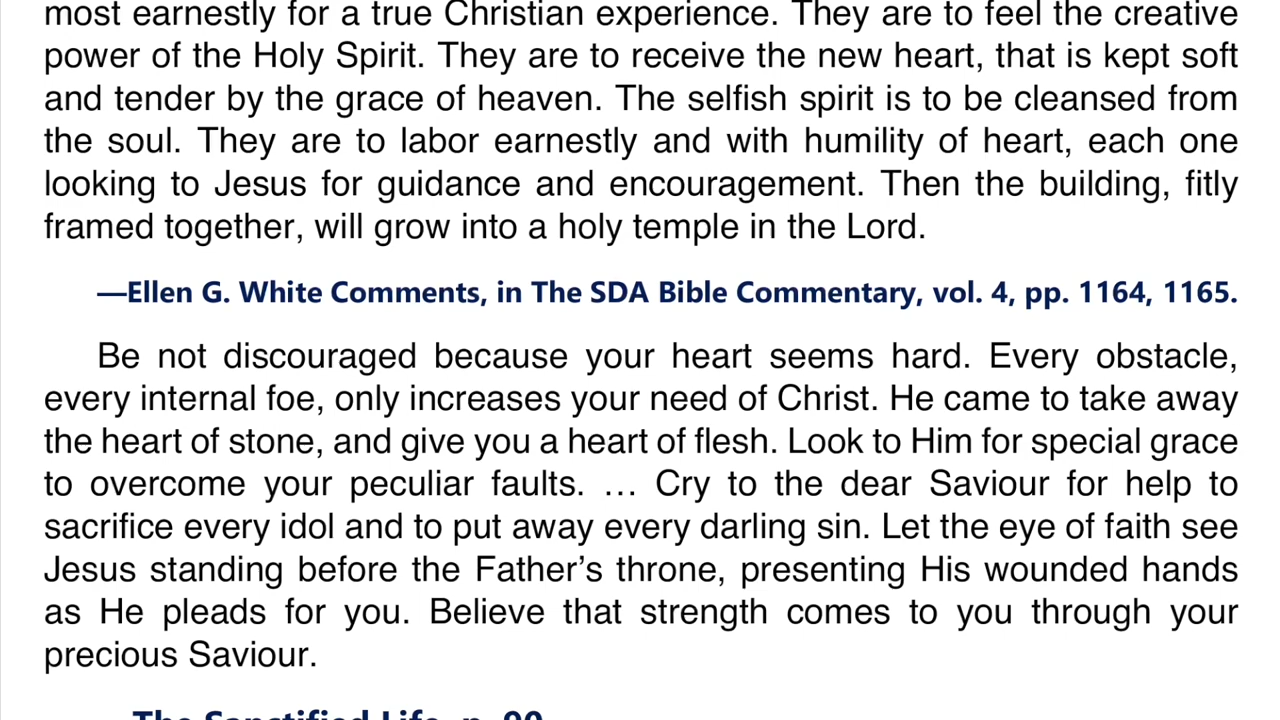 most earnestly for a true Christian experience. They are to feel the creative
power of the Holy Spirit. They are to receive the new heart, that is kept soft
and tender by the grace of heaven. The selfish spirit is to be cleansed from
the soul. They are to labor earnestly and with humility of heart, each one
looking to Jesus for guidance and encouragement. Then the building, fitly
framed together, will grow into a holy temple in the Lord.
—Ellen G. White Comments, in The SDA Bible Commentary, vol. 4, pp. 1164, 1165.
Be not discouraged because your heart seems hard. Every obstacle,
every internal foe, only increases your need of Christ. He came to take away
the heart of stone, and give you a heart of flesh. Look to Him for special grace
to overcome your peculiar faults. … Cry to the dear Saviour for help to
sacrifice every idol and to put away every darling sin. Let the eye of faith see
Jesus standing before the Father’s throne, presenting His wounded hands
as He pleads for you. Believe that strength comes to you through your
precious Saviour.
The Sanctified Life, p. 90